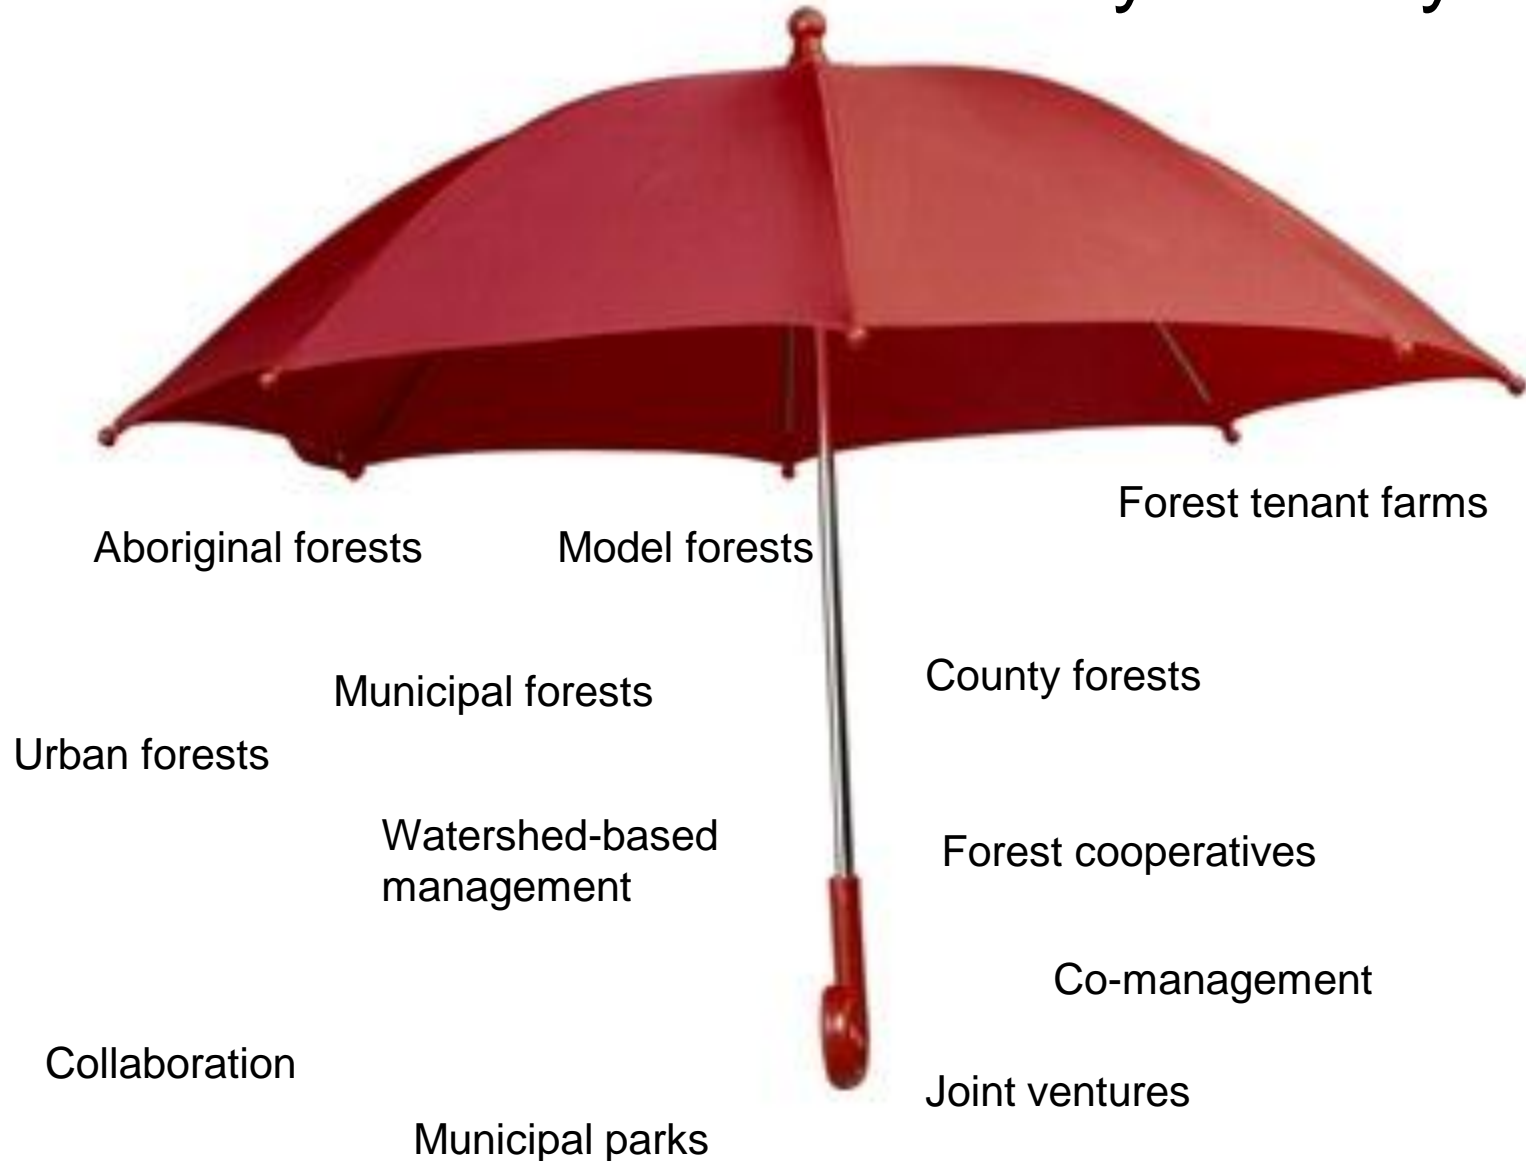 Forest tenant farms
Aboriginal forests
Model forests
County forests
Municipal forests
Urban forests
Watershed-based
management
Forest cooperatives
Co-management
Collaboration
Joint ventures
Municipal parks